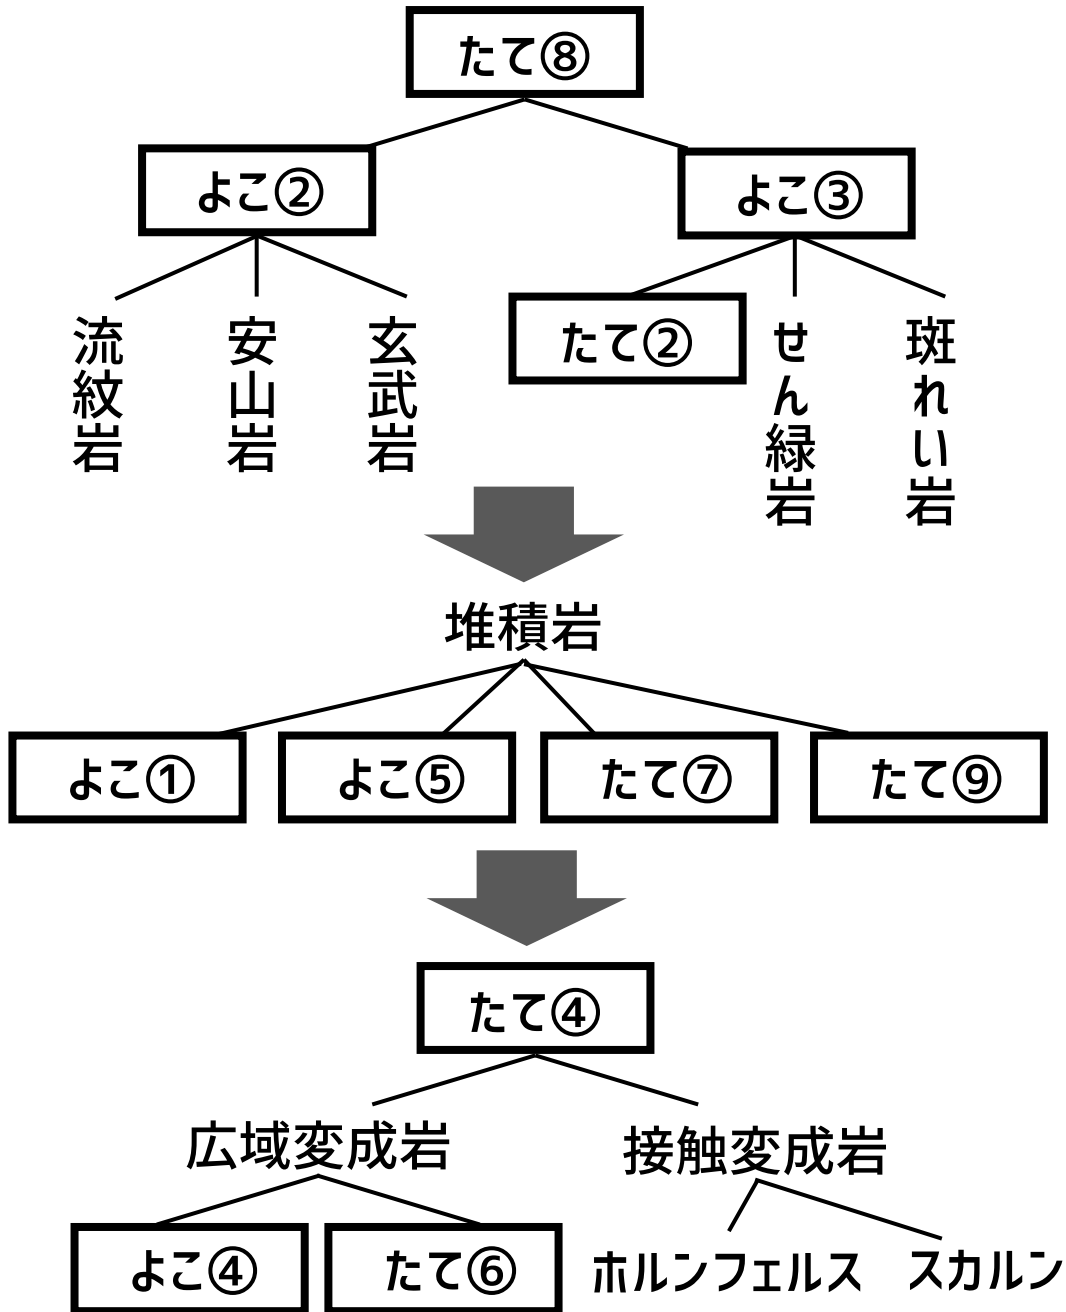 たて⑧
よこ②
よこ③
たて②
流紋岩
安山岩
玄武岩
せん緑岩
斑れい岩
堆積岩
よこ①
よこ⑤
たて⑦
たて⑨
たて④
広域変成岩
接触変成岩
よこ④
たて⑥
ホルンフェルス
スカルン